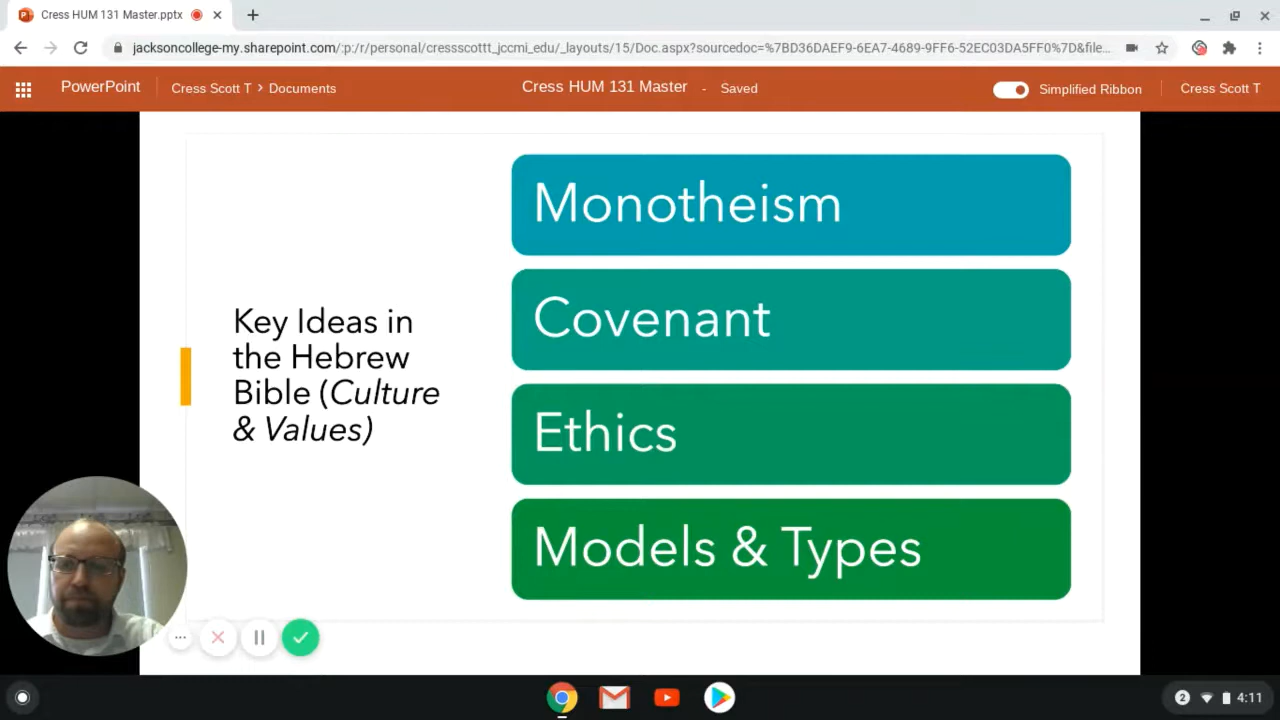 Cress HUM 131 Master.pptx
jacksoncollege-my.sharepoint.com/:p:/r/personal/cressscottt_jccmi_edu/_layouts/15/Doc.aspx?sourcedoc=%7BD36DAEF9-6EA7-4689-9FF6-52EC03DA5FF0%7D&file...
PowerPoint Cress Scott T > Documents Cress HUM 131 Master - Saved Simplified Ribbon Cress Scott T
Key Ideas in
the Hebrew
Bible (Culture
& Values)
Monotheism
Covenant
Ethics
Models & Types
2 4:11